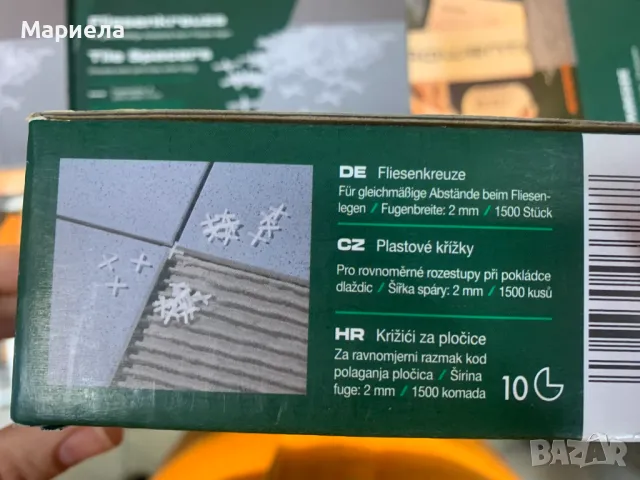 Мариела
Fliesenkreuze
Tile Spacers
DE Fliesenkreuze
Für gleichmäßige Abstände beim Fliesen-
legen / Fugenbreite: 2 mm / 1500 Stück
CZ Plastové křížky
Pro rovnoměrné rozestupy při pokládce
dlaždic / Šířka spáry: 2 mm / 1500 kusů
HR Križići za pločice
Za ravnomjerni razmak kod
polaganja pločica / Širina
fuge: 2 mm / 1500 komada
10
BAZAR